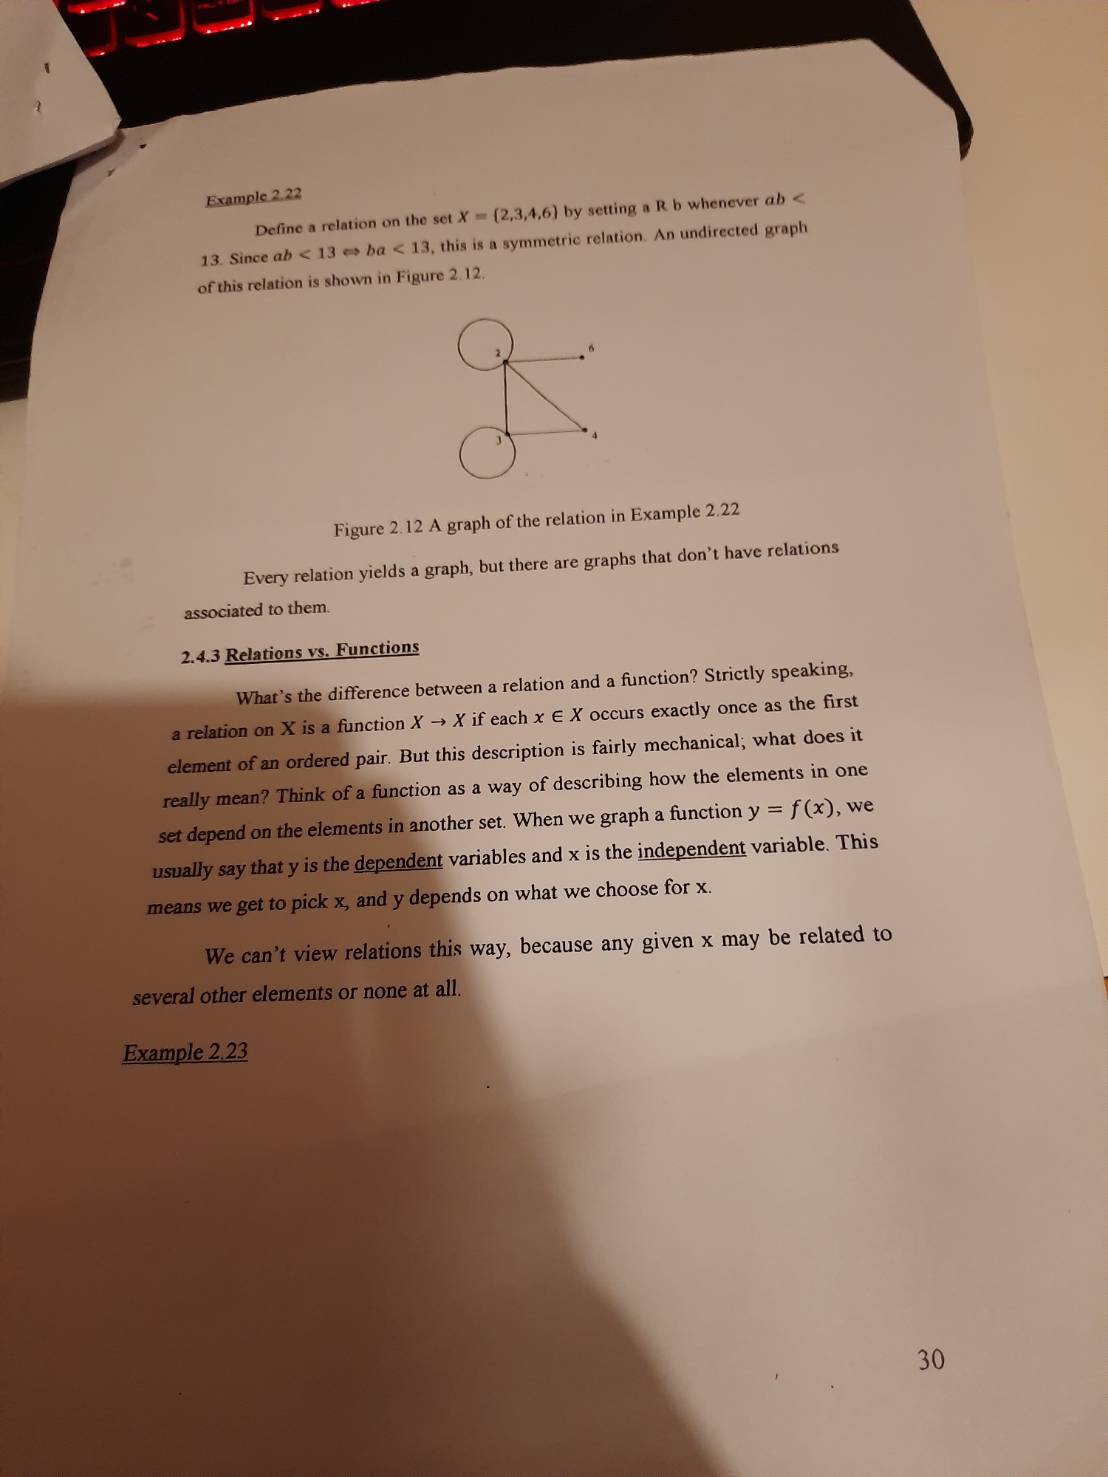 Example 2.22
Define a relation on the set X = {2,3,4,6} by setting a R b whenever ab <
13. Since ab < 13 ⇔ ba < 13, this is a symmetric relation. An undirected graph
of this relation is shown in Figure 2.12.
2
6
3
4
Figure 2.12 A graph of the relation in Example 2.22
Every relation yields a graph, but there are graphs that don't have relations
associated to them.
2.4.3 Relations vs. Functions
What's the difference between a relation and a function? Strictly speaking,
a relation on X is a function X → X if each x ∈ X occurs exactly once as the first
element of an ordered pair. But this description is fairly mechanical; what does it
really mean? Think of a function as a way of describing how the elements in one
set depend on the elements in another set. When we graph a function y = f(x), we
usually say that y is the dependent variables and x is the independent variable. This
means we get to pick x, and y depends on what we choose for x.
We can't view relations this way, because any given x may be related to
several other elements or none at all.
Example 2.23
30